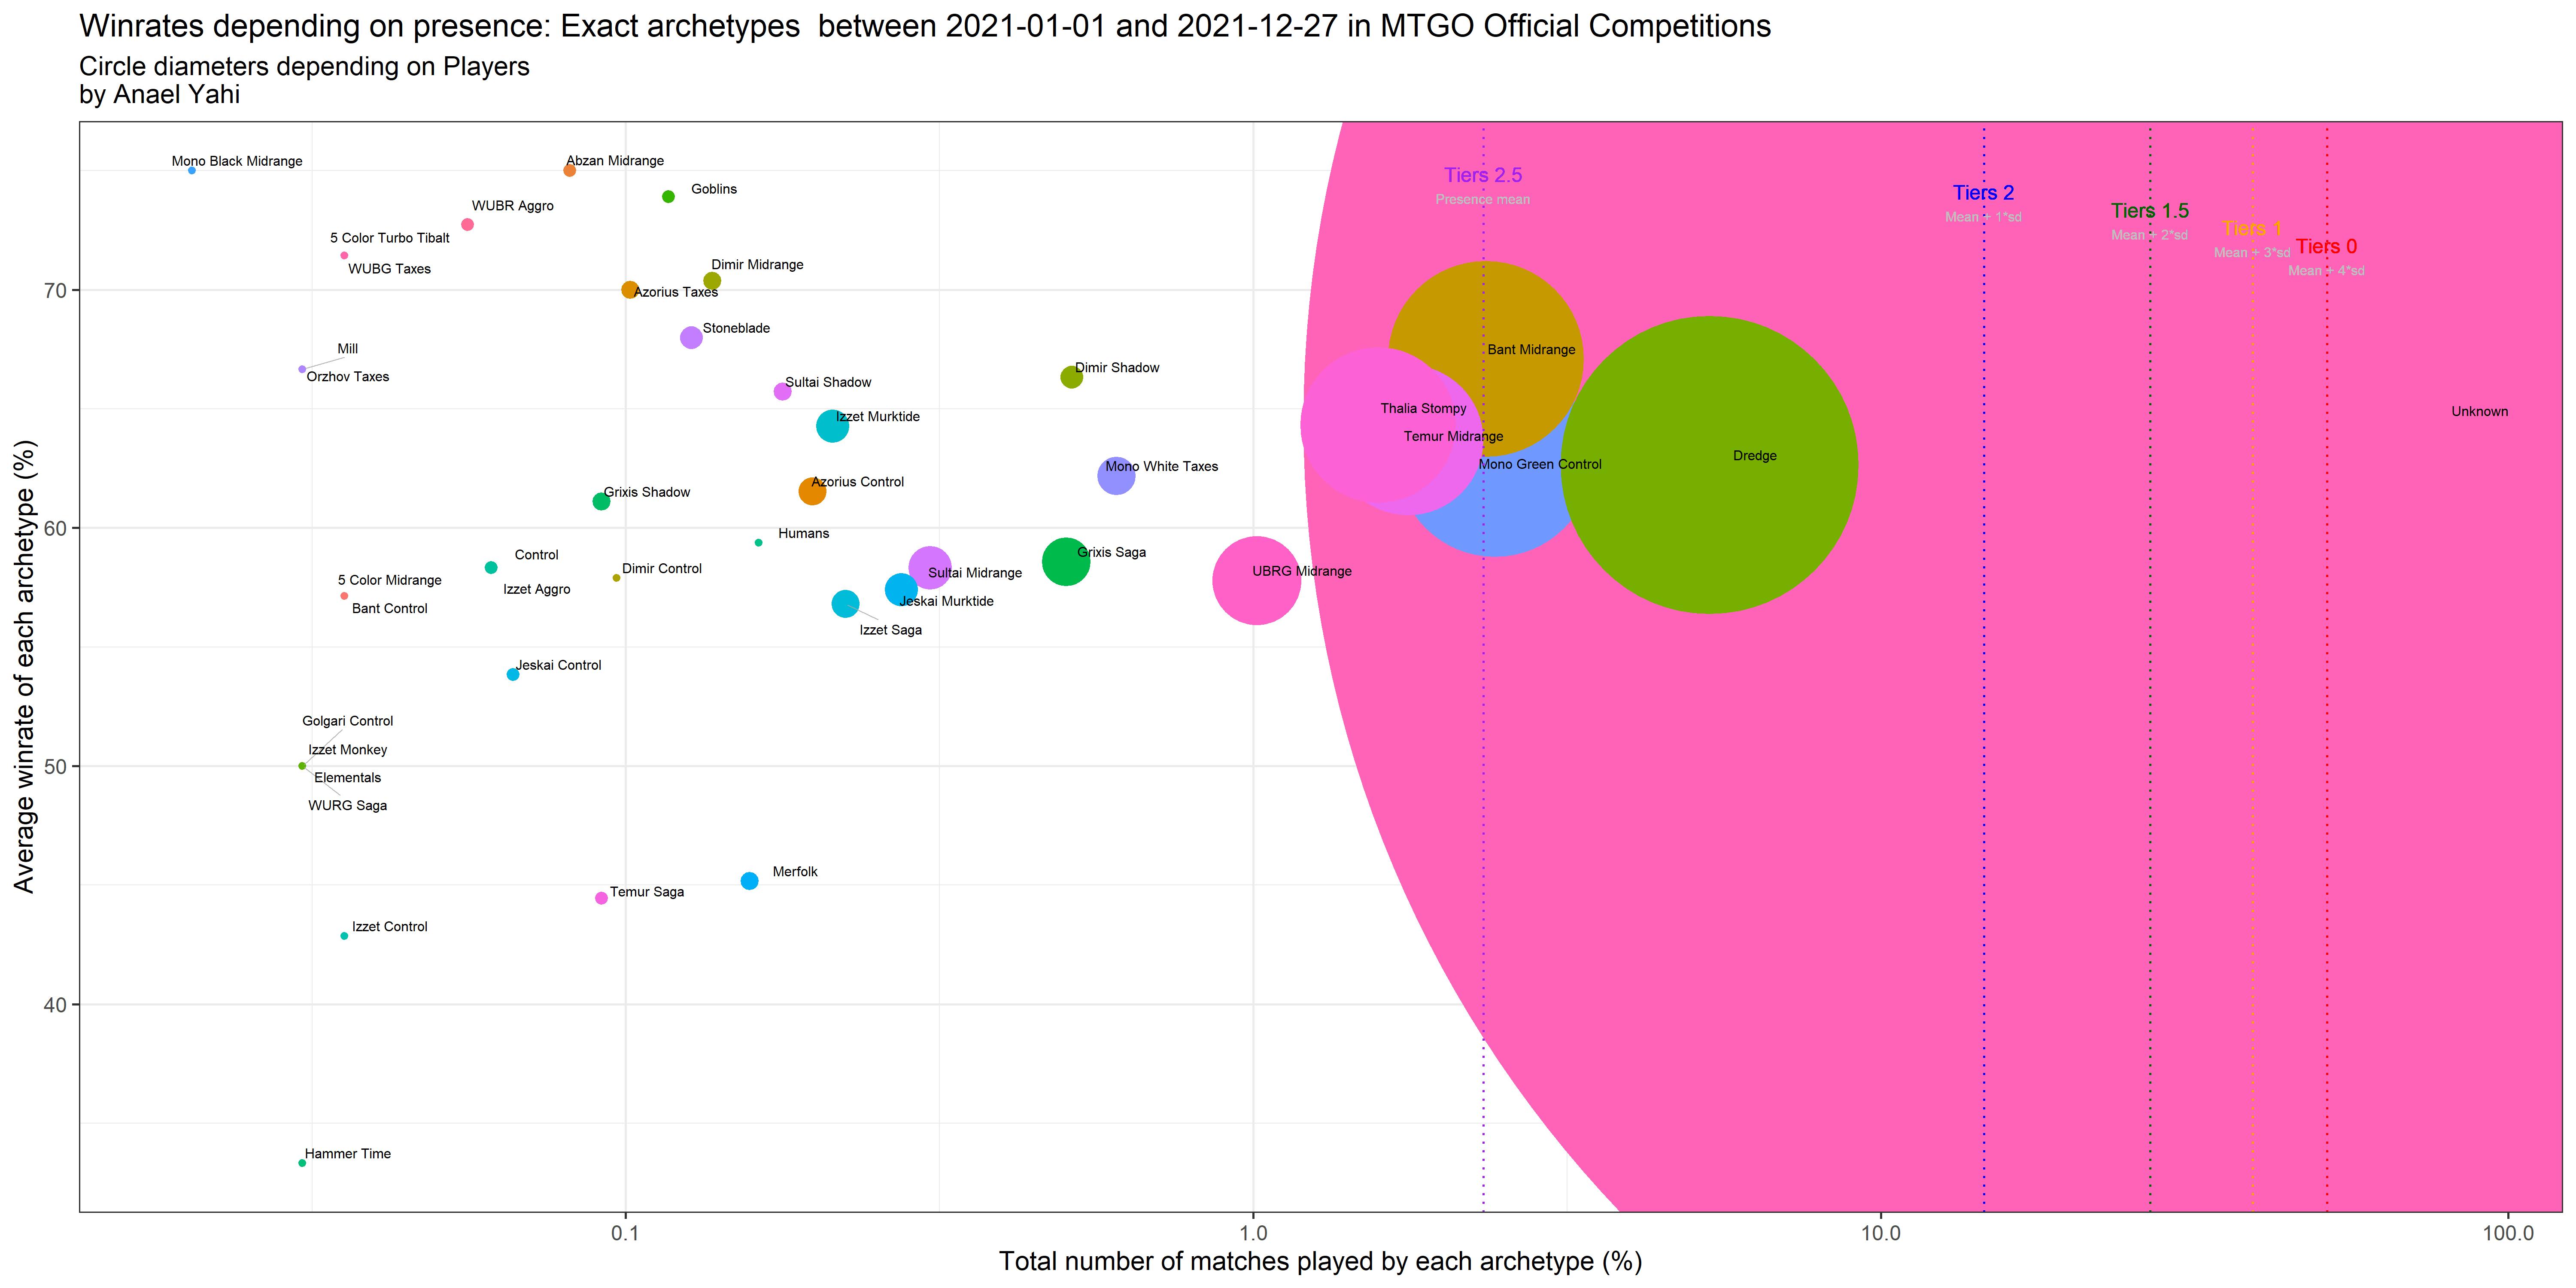 Winrates depending on presence: Exact archetypes  between 2021-01-01 and 2021-12-27 in MTGO Official Competitions
Circle diameters depending on Players
by Anael Yahi
Average winrate of each archetype (%)
70
60
50
40
Mono Black Midrange
Abzan Midrange
Goblins
WUBR Aggro
5 Color Turbo Tibalt
WUBG Taxes
Dimir Midrange
Azorius Taxes
Stoneblade
Mill
Orzhov Taxes
Dimir Shadow
Sultai Shadow
Izzet Murktide
Mono White Taxes
Azorius Control
Grixis Shadow
Humans
Control
Izzet Aggro
Dimir Control
5 Color Midrange
Bant Control
Grixis Saga
Sultai Midrange
Jeskai Murktide
Izzet Saga
UBRG Midrange
Jeskai Control
Golgari Control
Izzet Monkey
Elementals
WURG Saga
Merfolk
Temur Saga
Izzet Control
Hammer Time
Tiers 2.5
Presence mean
Tiers 2
Mean + 1*sd
Tiers 1.5
Mean + 2*sd
Tiers 1
Mean + 3*sd
Tiers 0
Mean + 4*sd
Bant Midrange
Thalia Stompy
Temur Midrange
Mono Green Control
Dredge
Unknown
0.1
1.0
10.0
100.0
Total number of matches played by each archetype (%)